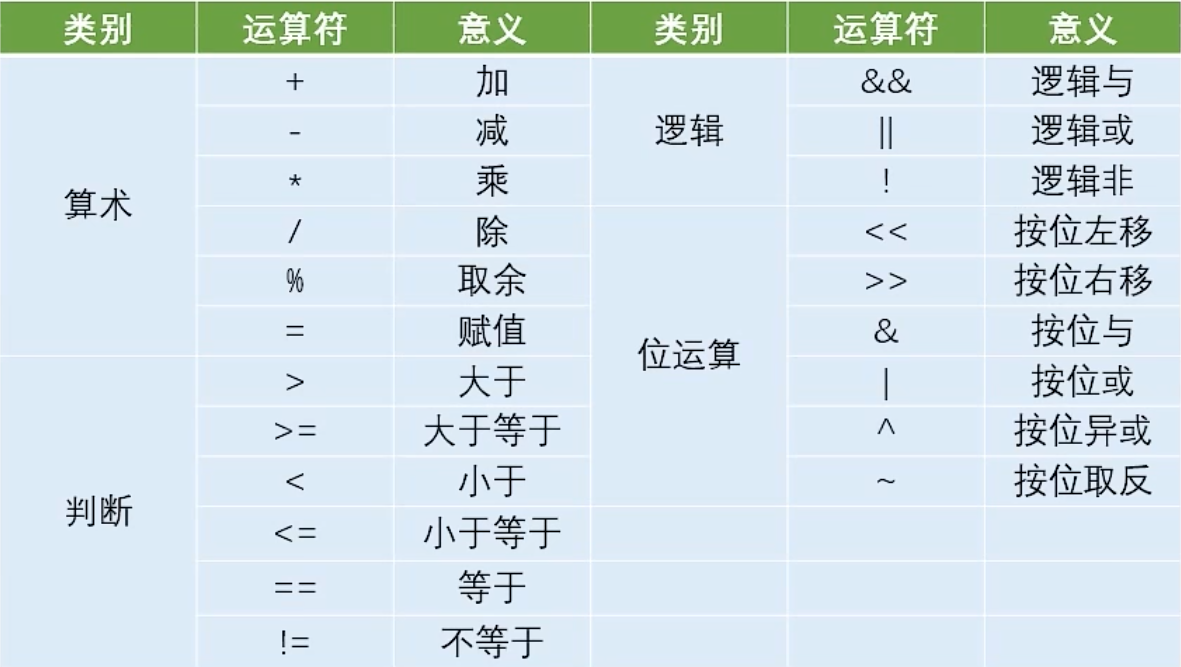 类别 运算符 意义 类别 运算符 意义
算术 + 加 逻辑 && 逻辑与
- 减 || 逻辑或
* 乘 ! 逻辑非
/ 除 位运算 << 按位左移
% 取余 >> 按位右移
= 赋值 & 按位与
判断 > 大于 | 按位或
>= 大于等于 ^ 按位异或
< 小于 ~ 按位取反
<= 小于等于
== 等于
!= 不等于